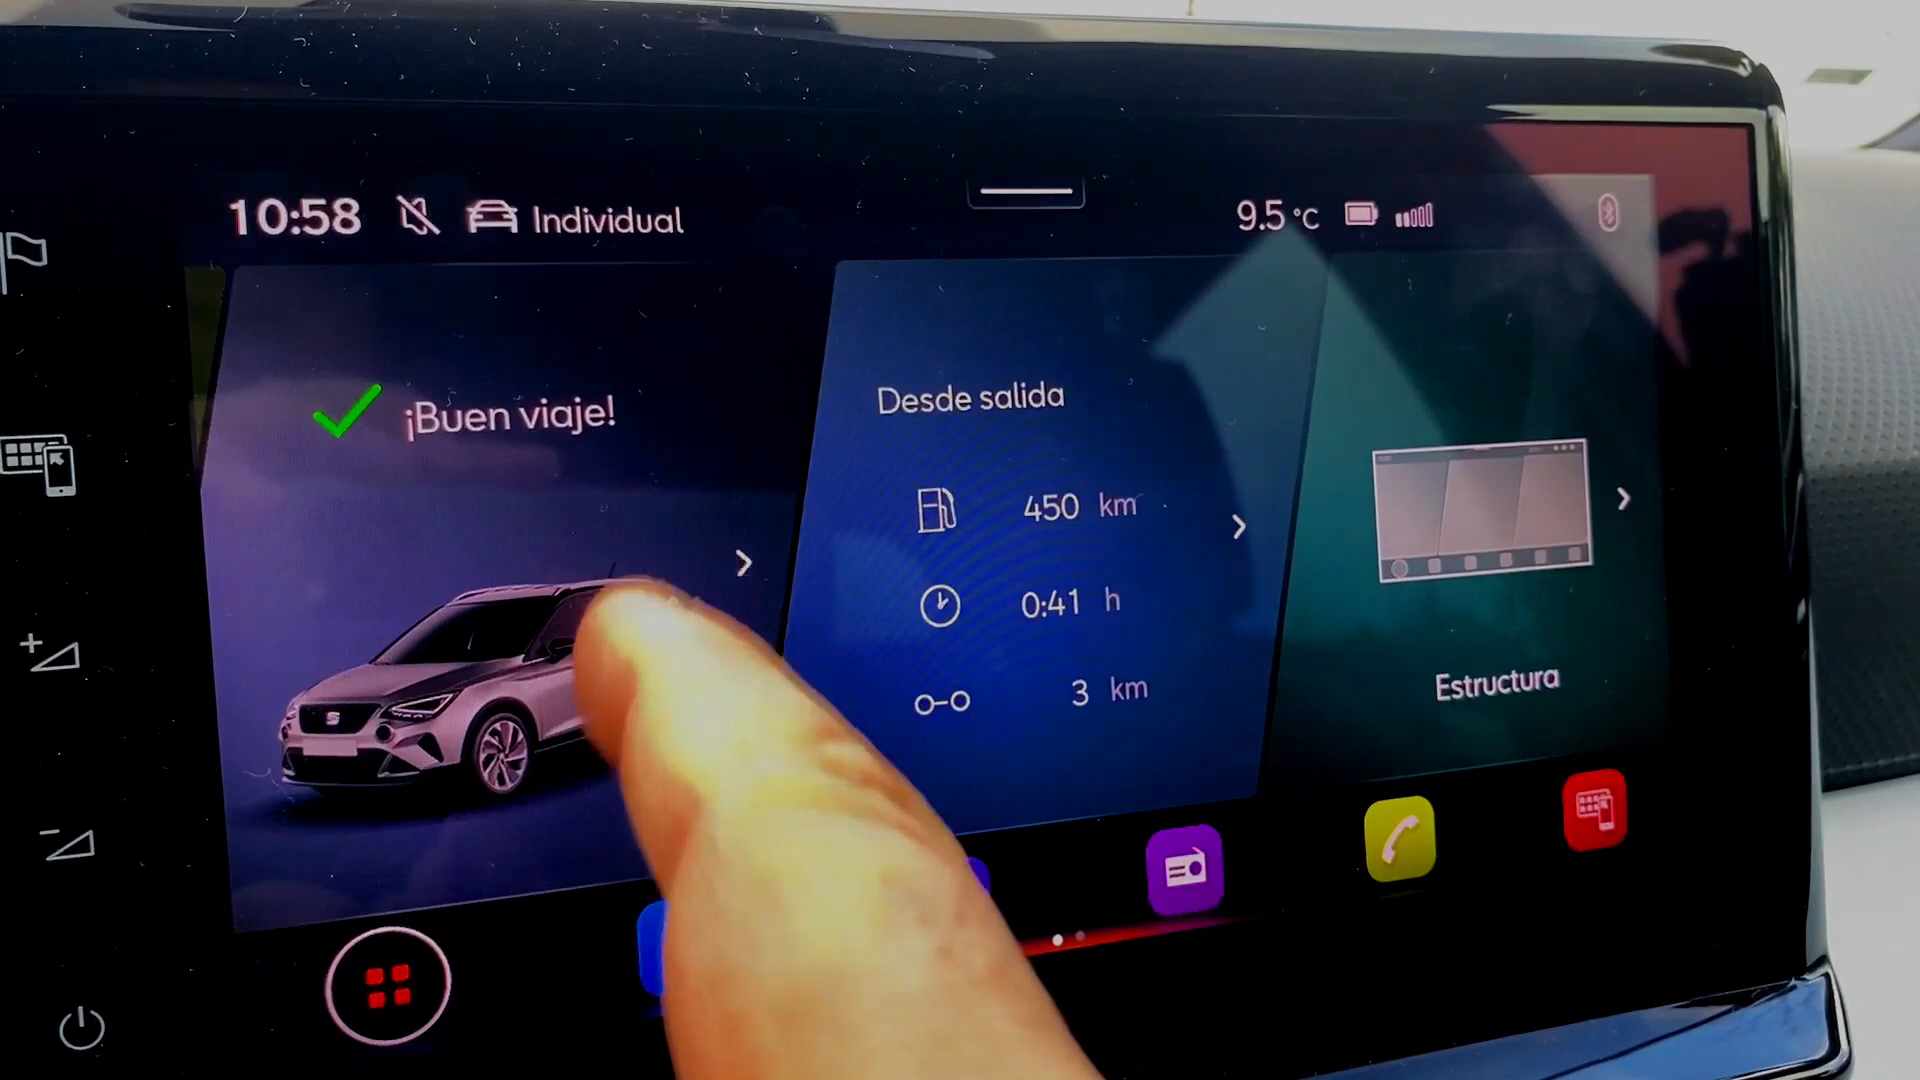 10:58 Individual 9.5 °C
¡Buen viaje!
Desde salida
450 km
0:41 h
3 km
Estructura